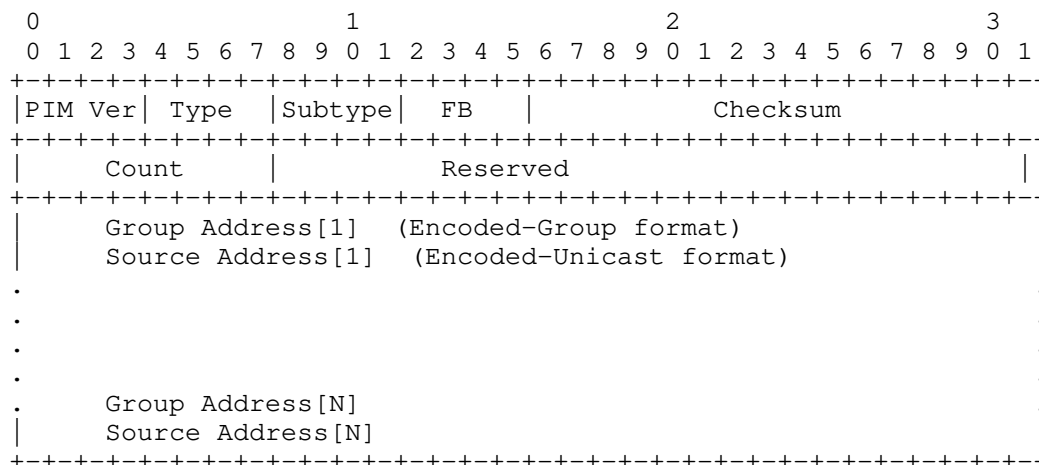 0                   1                   2                   3
0 1 2 3 4 5 6 7 8 9 0 1 2 3 4 5 6 7 8 9 0 1 2 3 4 5 6 7 8 9 0 1
+-+-+-+-+-+-+-+-+-+-+-+-+-+-+-+-+-+-+-+-+-+-+-+-+-+-+-+-+-+-+-+-
|PIM Ver| Type  |Subtype|  FB   |           Checksum
+-+-+-+-+-+-+-+-+-+-+-+-+-+-+-+-+-+-+-+-+-+-+-+-+-+-+-+-+-+-+-+-
|     Count     |          Reserved                             |
+-+-+-+-+-+-+-+-+-+-+-+-+-+-+-+-+-+-+-+-+-+-+-+-+-+-+-+-+-+-+-+-
|     Group Address[1]  (Encoded-Group format)
|     Source Address[1]  (Encoded-Unicast format)
.
.
.
.
.     Group Address[N]
|     Source Address[N]
+-+-+-+-+-+-+-+-+-+-+-+-+-+-+-+-+-+-+-+-+-+-+-+-+-+-+-+-+-+-+-+-